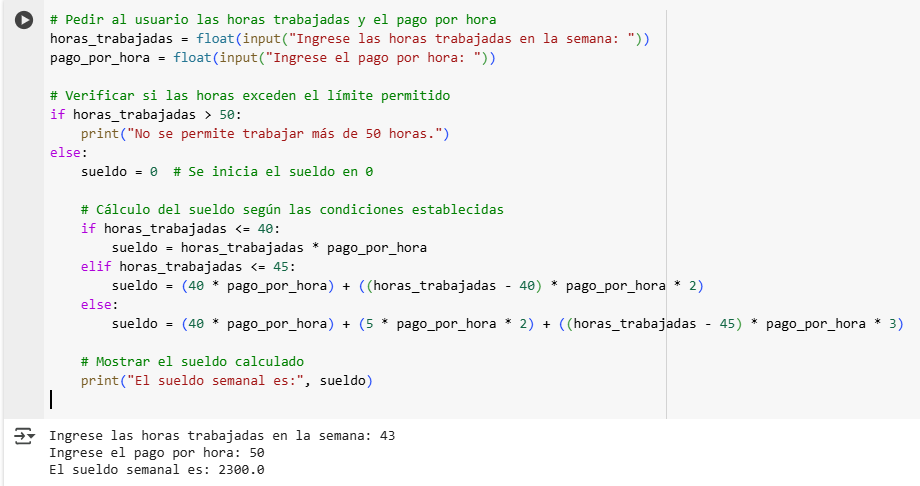 # Pedir al usuario las horas trabajadas y el pago por hora
horas_trabajadas = float(input("Ingrese las horas trabajadas en la semana: "))
pago_por_hora = float(input("Ingrese el pago por hora: "))

# Verificar si las horas exceden el límite permitido
if horas_trabajadas > 50:
    print("No se permite trabajar más de 50 horas.")
else:
    sueldo = 0  # Se inicia el sueldo en 0

    # Cálculo del sueldo según las condiciones establecidas
    if horas_trabajadas <= 40:
        sueldo = horas_trabajadas * pago_por_hora
    elif horas_trabajadas <= 45:
        sueldo = (40 * pago_por_hora) + ((horas_trabajadas - 40) * pago_por_hora * 2)
    else:
        sueldo = (40 * pago_por_hora) + (5 * pago_por_hora * 2) + ((horas_trabajadas - 45) * pago_por_hora * 3)

    # Mostrar el sueldo calculado
    print("El sueldo semanal es:", sueldo)

Ingrese las horas trabajadas en la semana: 43
Ingrese el pago por hora: 50
El sueldo semanal es: 2300.0